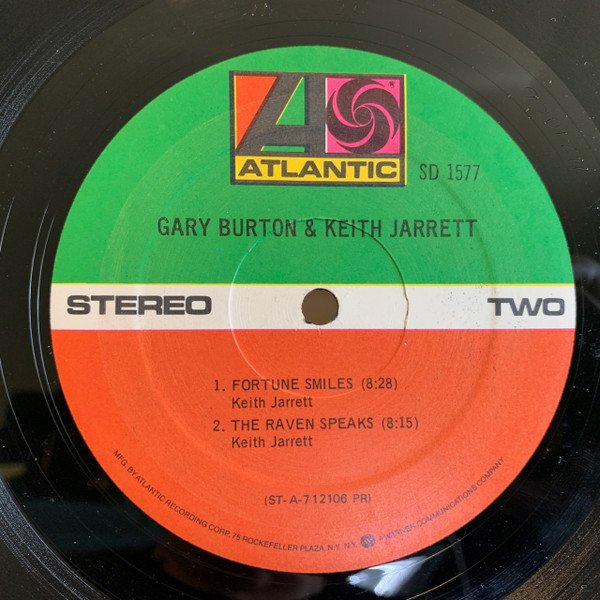 ATLANTIC
SD 1577
GARY BURTON & KEITH JARRETT
STEREO
TWO
1. FORTUNE SMILES (8:28)
Keith Jarrett
2. THE RAVEN SPEAKS (8:15)
Keith Jarrett
(ST-A-712106 PR)
MFG. BY ATLANTIC RECORDING CORP. 75 ROCKEFELLER PLAZA, N.Y. N.Y. A WARNER COMMUNICATIONS COMPANY